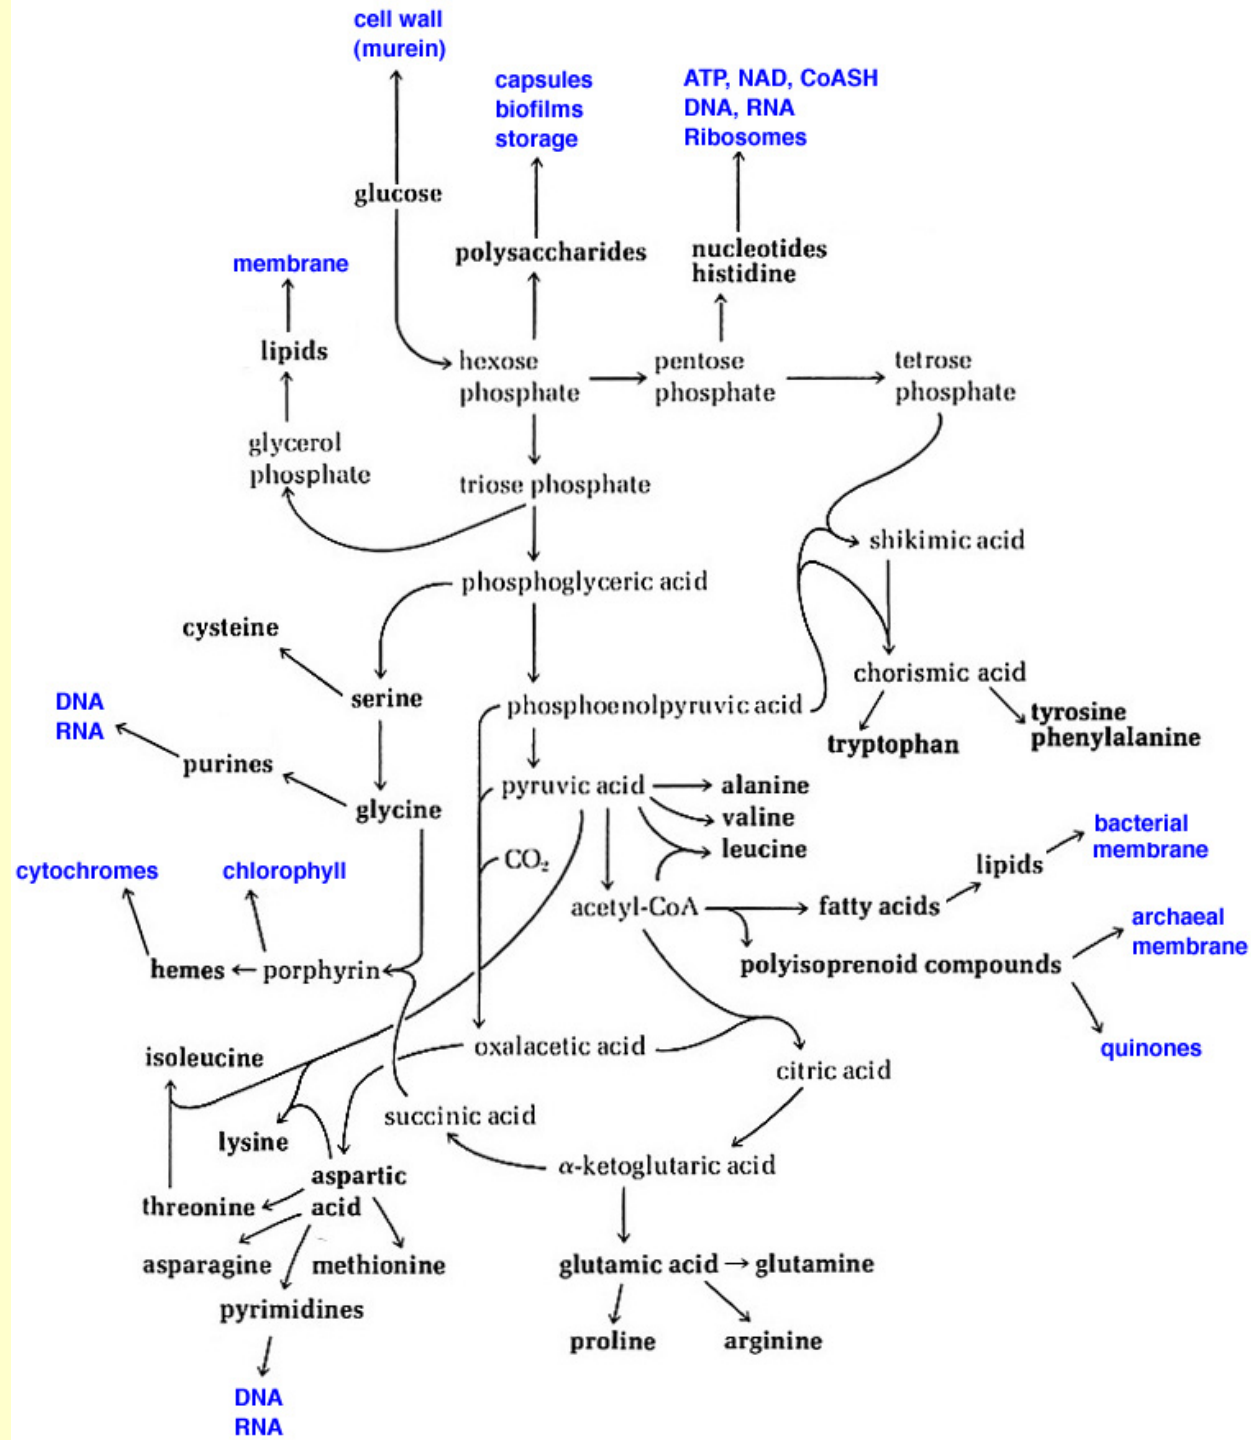 cell wall
(murein)
capsules
biofilms
storage
ATP, NAD, CoASH
DNA, RNA
Ribosomes
glucose
polysaccharides
nucleotides
histidine
membrane
lipids
hexose
phosphate
pentose
phosphate
tetrose
phosphate
glycerol
phosphate
triose phosphate
shikimic acid
phosphoglyceric acid
cysteine
chorismic acid
serine
phosphoenolpyruvic acid
DNA
RNA
tyrosine
phenylalanine
tryptophan
purines
pyruvic acid
alanine
glycine
valine
leucine
bacterial
membrane
cytochromes
chlorophyll
CO₂
lipids
acetyl-CoA
fatty acids
archaeal
membrane
hemes
porphyrin
polyisoprenoid compounds
isoleucine
oxalacetic acid
quinones
citric acid
succinic acid
lysine
α-ketoglutaric acid
aspartic
acid
threonine
asparagine
methionine
glutamic acid
glutamine
pyrimidines
proline
arginine
DNA
RNA